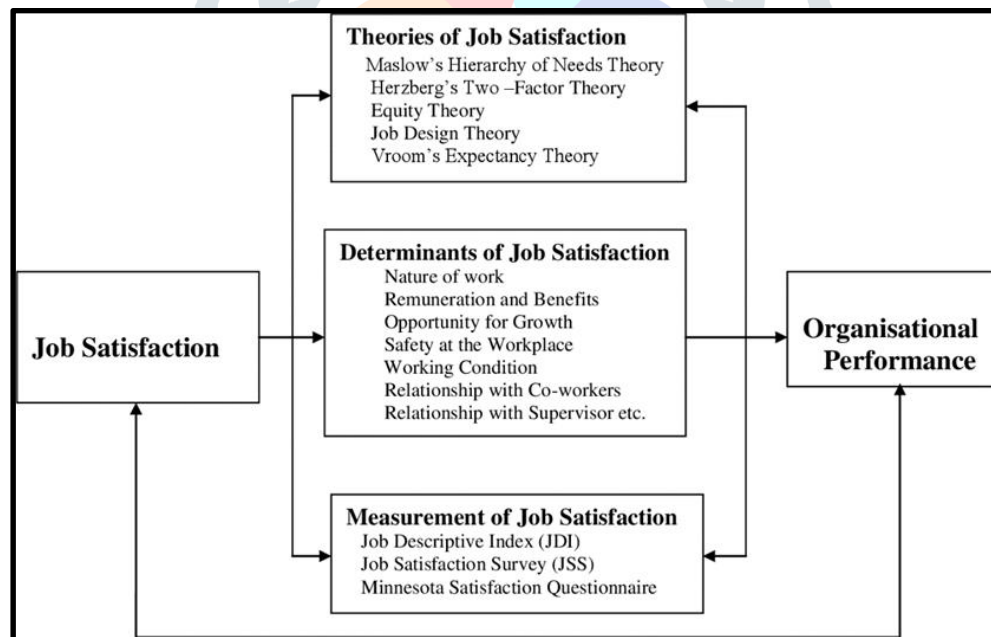 Theories of Job Satisfaction
Maslow's Hierarchy of Needs Theory
Herzberg's Two –Factor Theory
Equity Theory
Job Design Theory
Vroom's Expectancy Theory
Job Satisfaction
Determinants of Job Satisfaction
Nature of work
Remuneration and Benefits
Opportunity for Growth
Safety at the Workplace
Working Condition
Relationship with Co-workers
Relationship with Supervisor etc.
Organisational
Performance
Measurement of Job Satisfaction
Job Descriptive Index (JDI)
Job Satisfaction Survey (JSS)
Minnesota Satisfaction Questionnaire